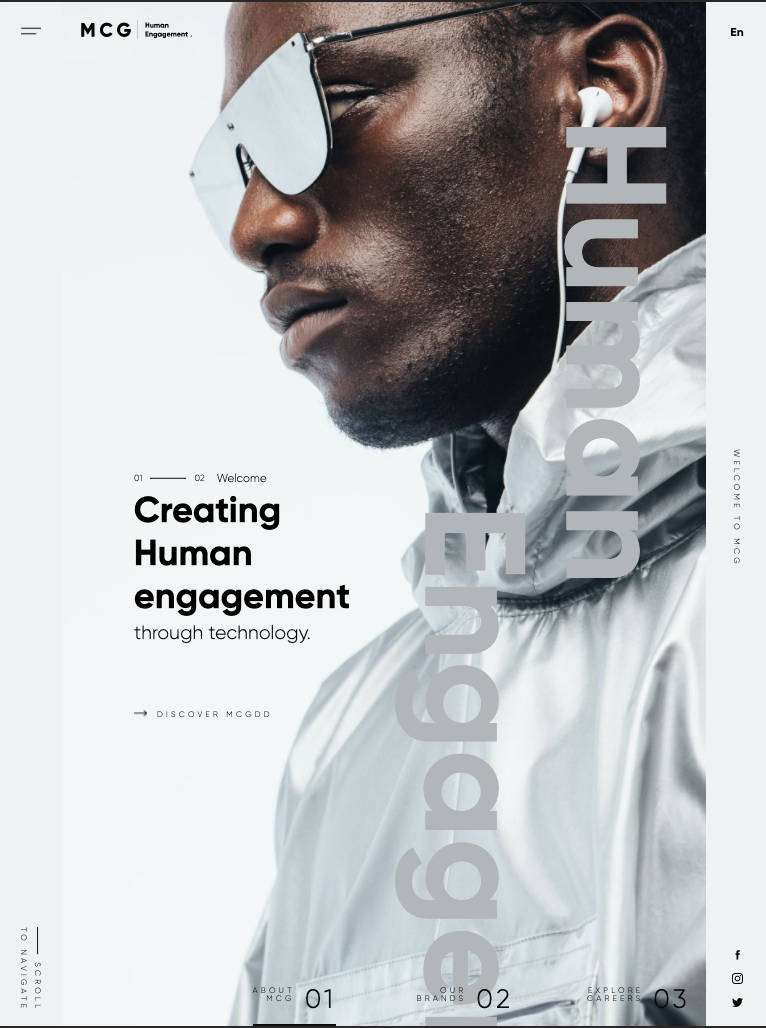 MCG
Human
Engagement .
En
Human
01
02
Welcome
Creating
Human
engagement
through technology.
Engage
DISCOVER MCGDD
WELCOME TO MCG
SCROLL
TO NAVIGATE
ABOUT
MCG
01
OUR
BRANDS
02
EXPLORE
CAREERS
03